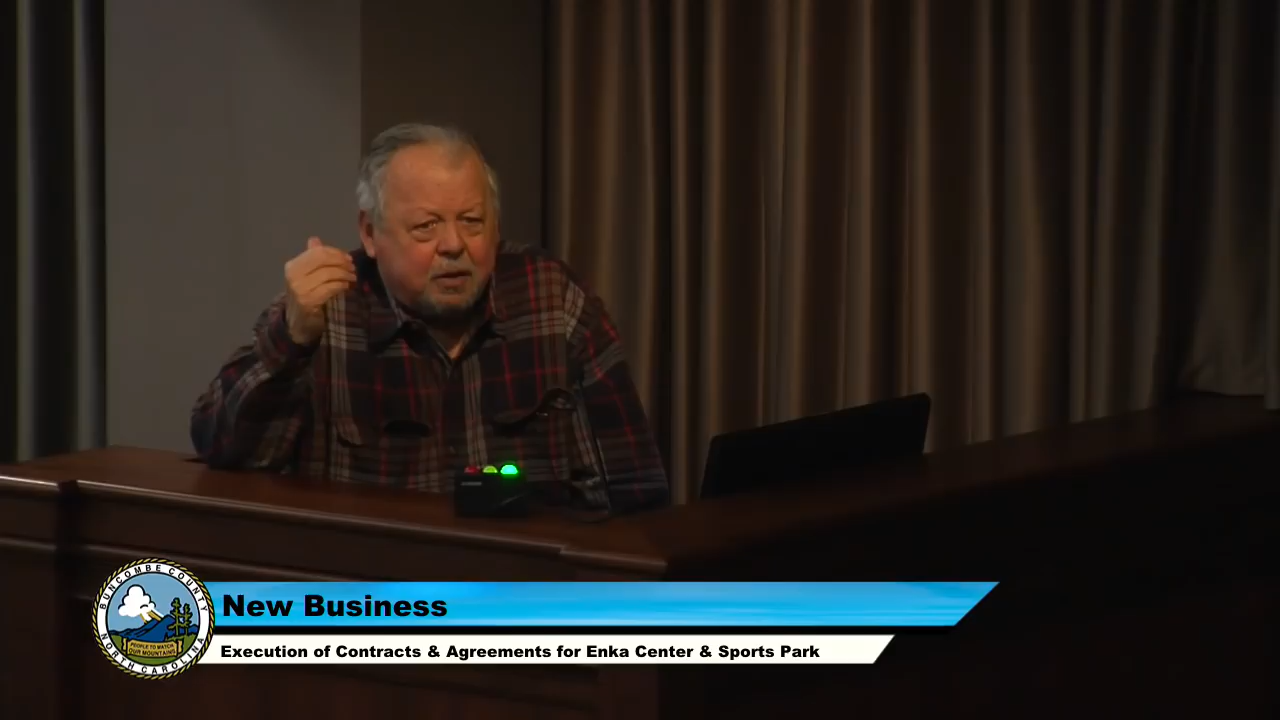 New Business
Execution of Contracts & Agreements for Enka Center & Sports Park
BUNCOMBE COUNTY
PEOPLE TO MATCH
OUR MOUNTAINS
NORTH CAROLINA